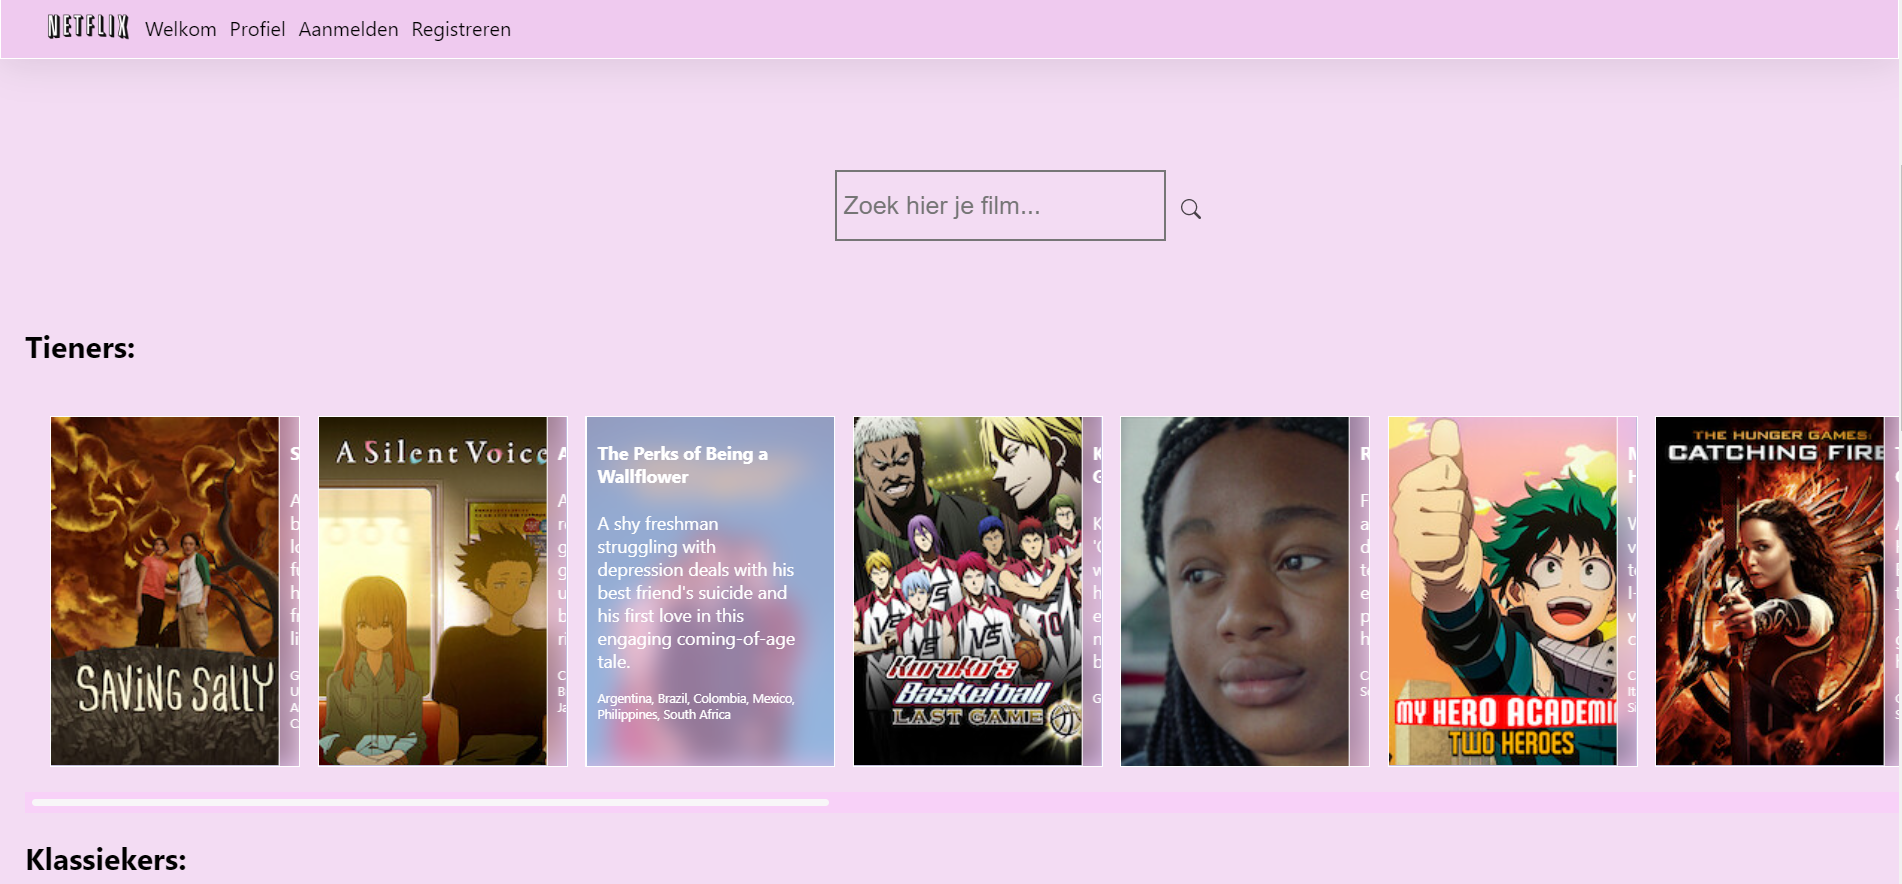 NETFLIX Welkom Profiel Aanmelden Registreren
Zoek hier je film...
Tieners:
SAVING SALLY
A Silent Voice
The Perks of Being a
Wallflower
A shy freshman
struggling with
depression deals with his
best friend's suicide and
his first love in this
engaging coming-of-age
tale.
Argentina, Brazil, Colombia, Mexico,
Philippines, South Africa
VS VS 10
KUROKO'S
BASKETBALL
LAST GAME
MY HERO ACADEMI
TWO HEROES
THE HUNGER GAMES:
CATCHING FIRE
Klassiekers: